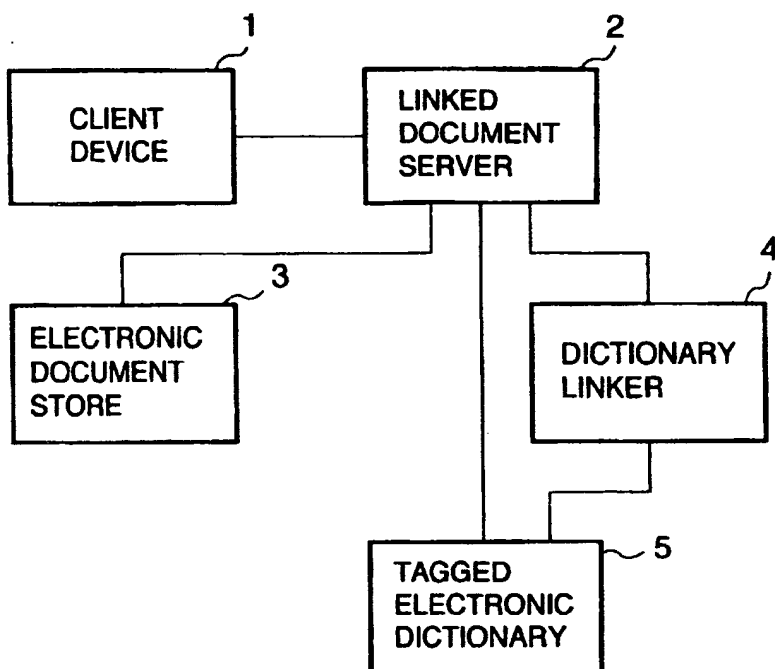 1
CLIENT
DEVICE
2
LINKED
DOCUMENT
SERVER
3
ELECTRONIC
DOCUMENT
STORE
4
DICTIONARY
LINKER
5
TAGGED
ELECTRONIC
DICTIONARY